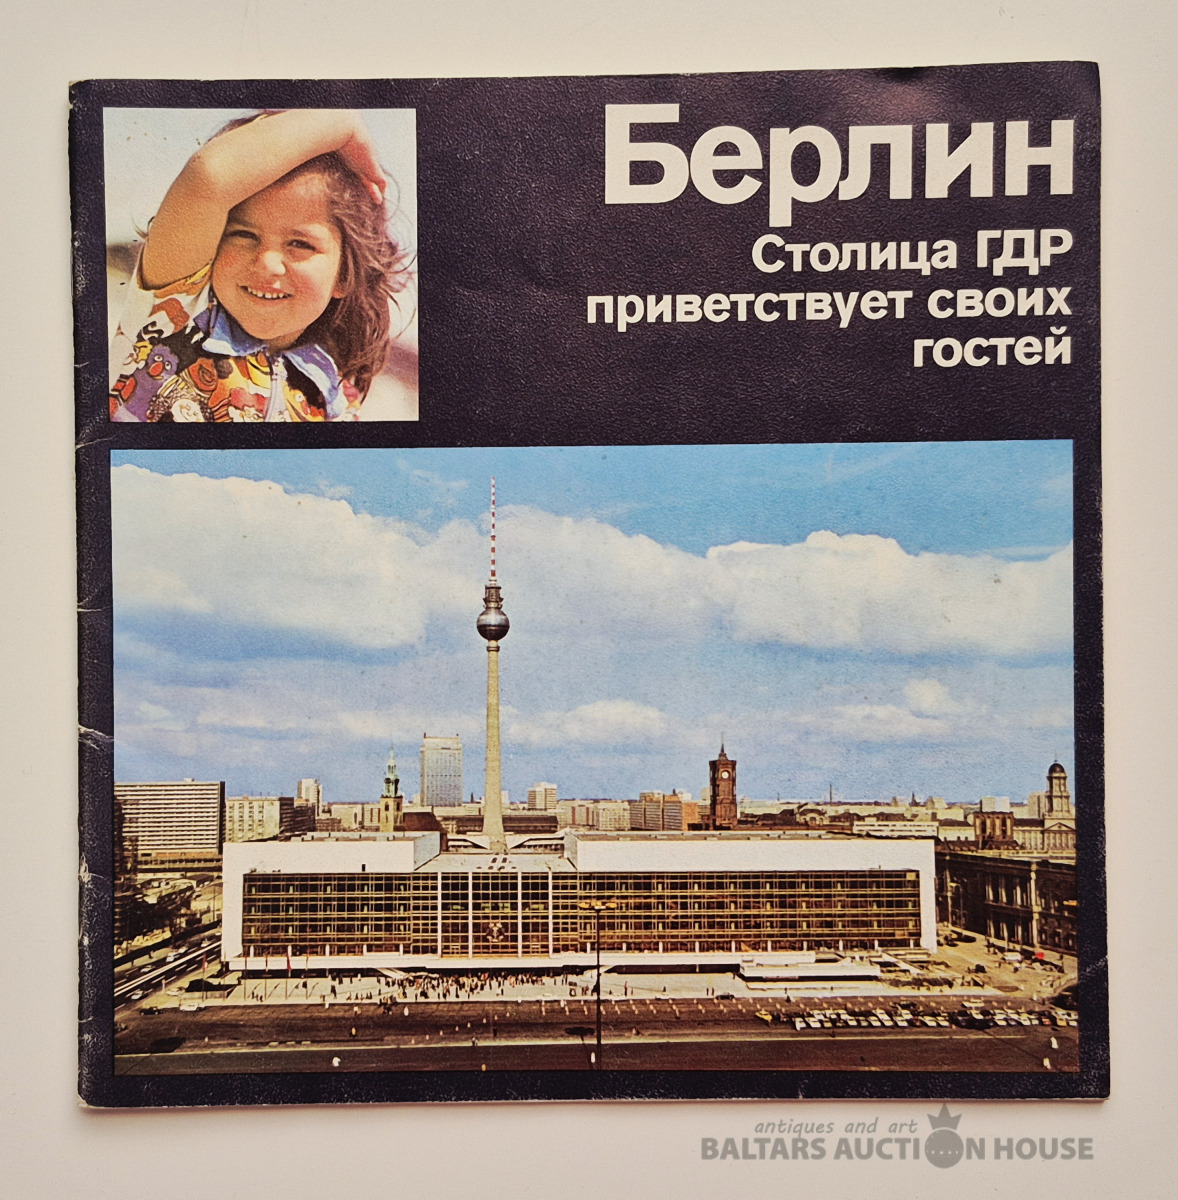 Берлин
Столица ГДР
приветствует своих
гостей
antiques and art
BALTARS AUCTION HOUSE